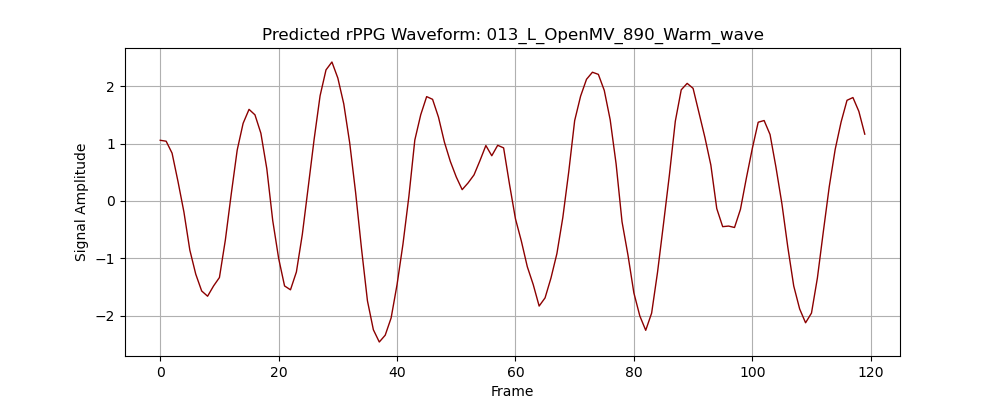 Predicted rPPG Waveform: 013_L_OpenMV_890_Warm_wave
Signal Amplitude
2
1
0
−1
−2
0 20 40 60 80 100 120
Frame